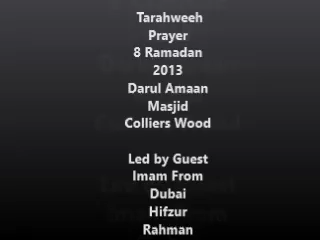 Tarahweeh
Prayer
8 Ramadan
2013
Darul Amaan
Masjid
Colliers Wood
Led by Guest
Imam From
Dubai
Hifzur
Rahman